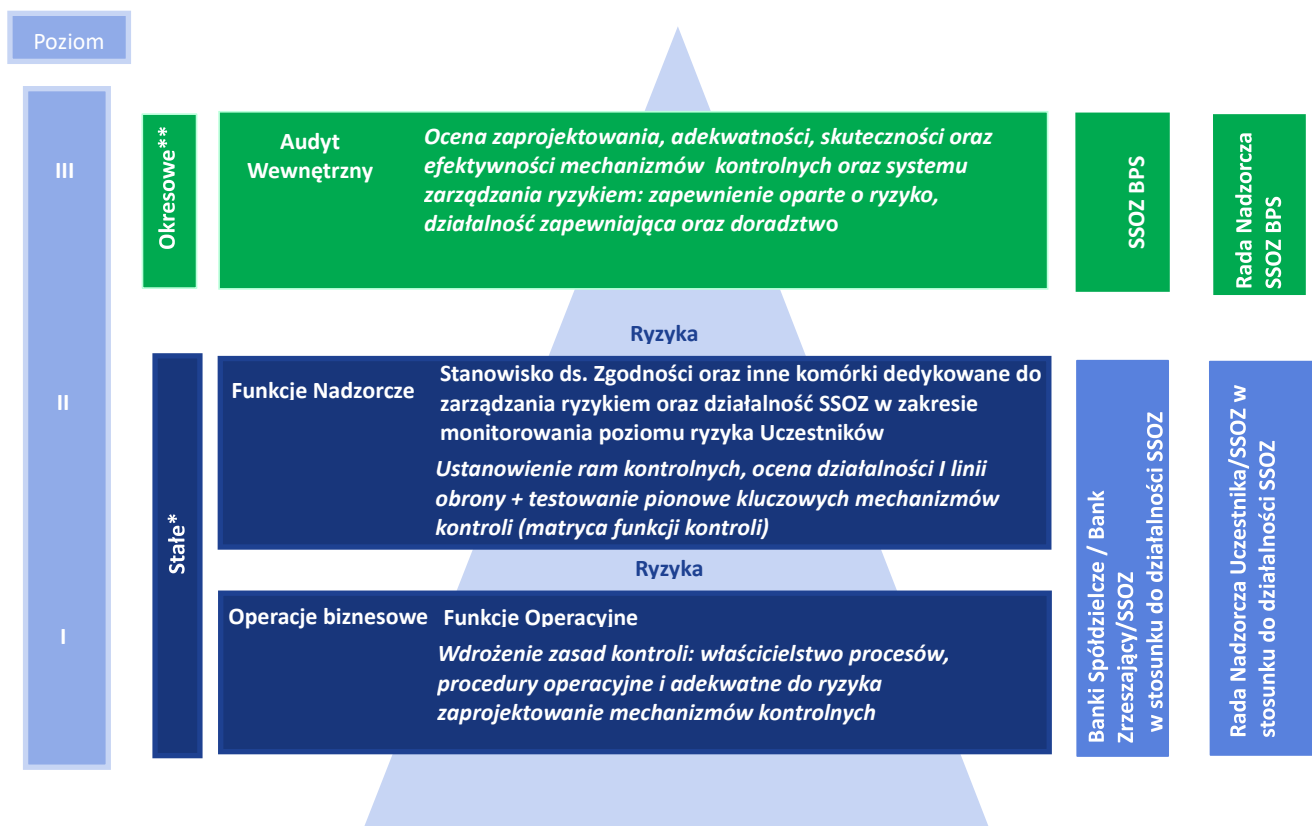 Poziom
III
Okresowe**
Audyt
Wewnętrzny
Ocena zaprojektowania, adekwatności, skuteczności oraz
efektywności mechanizmów kontrolnych oraz systemu
zarządzania ryzykiem: zapewnienie oparte o ryzyko,
działalność zapewniająca oraz doradztwo
SSOZ BPS
Rada Nadzorcza
SSOZ BPS
Ryzyka
II
Stałe*
Funkcje Nadzorcze
Stanowisko ds. Zgodności oraz inne komórki dedykowane do
zarządzania ryzykiem oraz działalność SSOZ w zakresie
monitorowania poziomu ryzyka Uczestników
Ustanowienie ram kontrolnych, ocena działalności I linii
obrony + testowanie pionowe kluczowych mechanizmów
kontroli (matryca funkcji kontroli)
Banki Spółdzielcze / Bank
Zrzeszający/SSOZ
w stosunku do działalności SSOZ
Rada Nadzorcza Uczestnika/SSOZ w
stosunku do działalności SSOZ
Ryzyka
I
Operacje biznesowe
Funkcje Operacyjne
Wdrożenie zasad kontroli: właścicielstwo procesów,
procedury operacyjne i adekwatne do ryzyka
zaprojektowanie mechanizmów kontrolnych